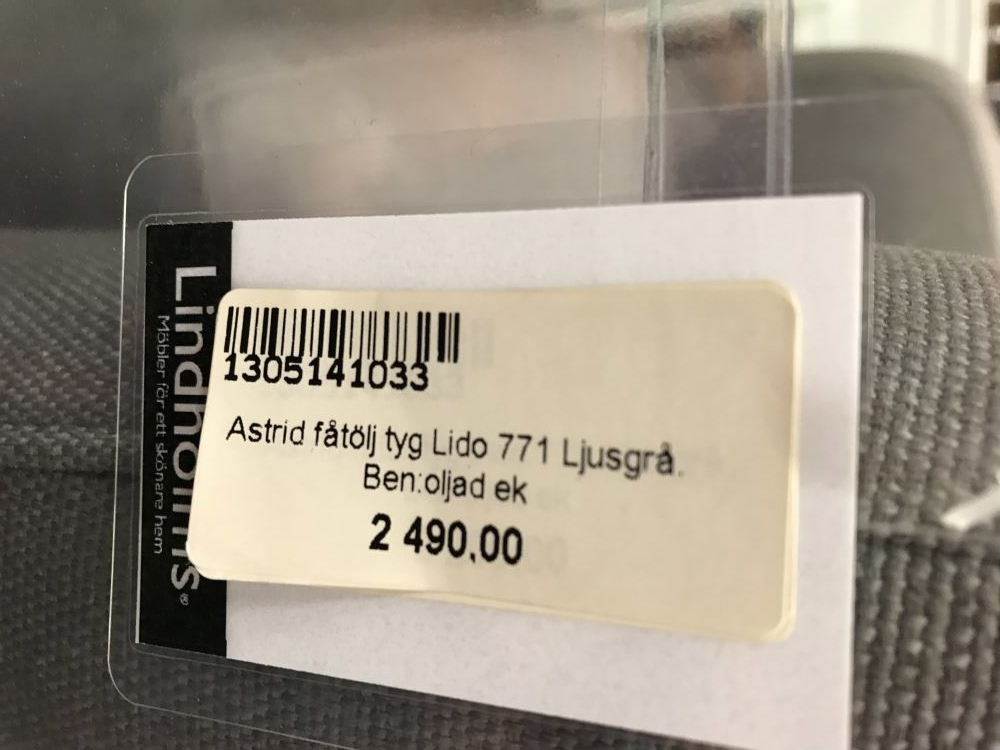 Lindholms®
Möbler för ett skönare hem
1305141033
Astrid fåtölj tyg Lido 771 Ljusgrå.
Ben:oljad ek
2 490,00